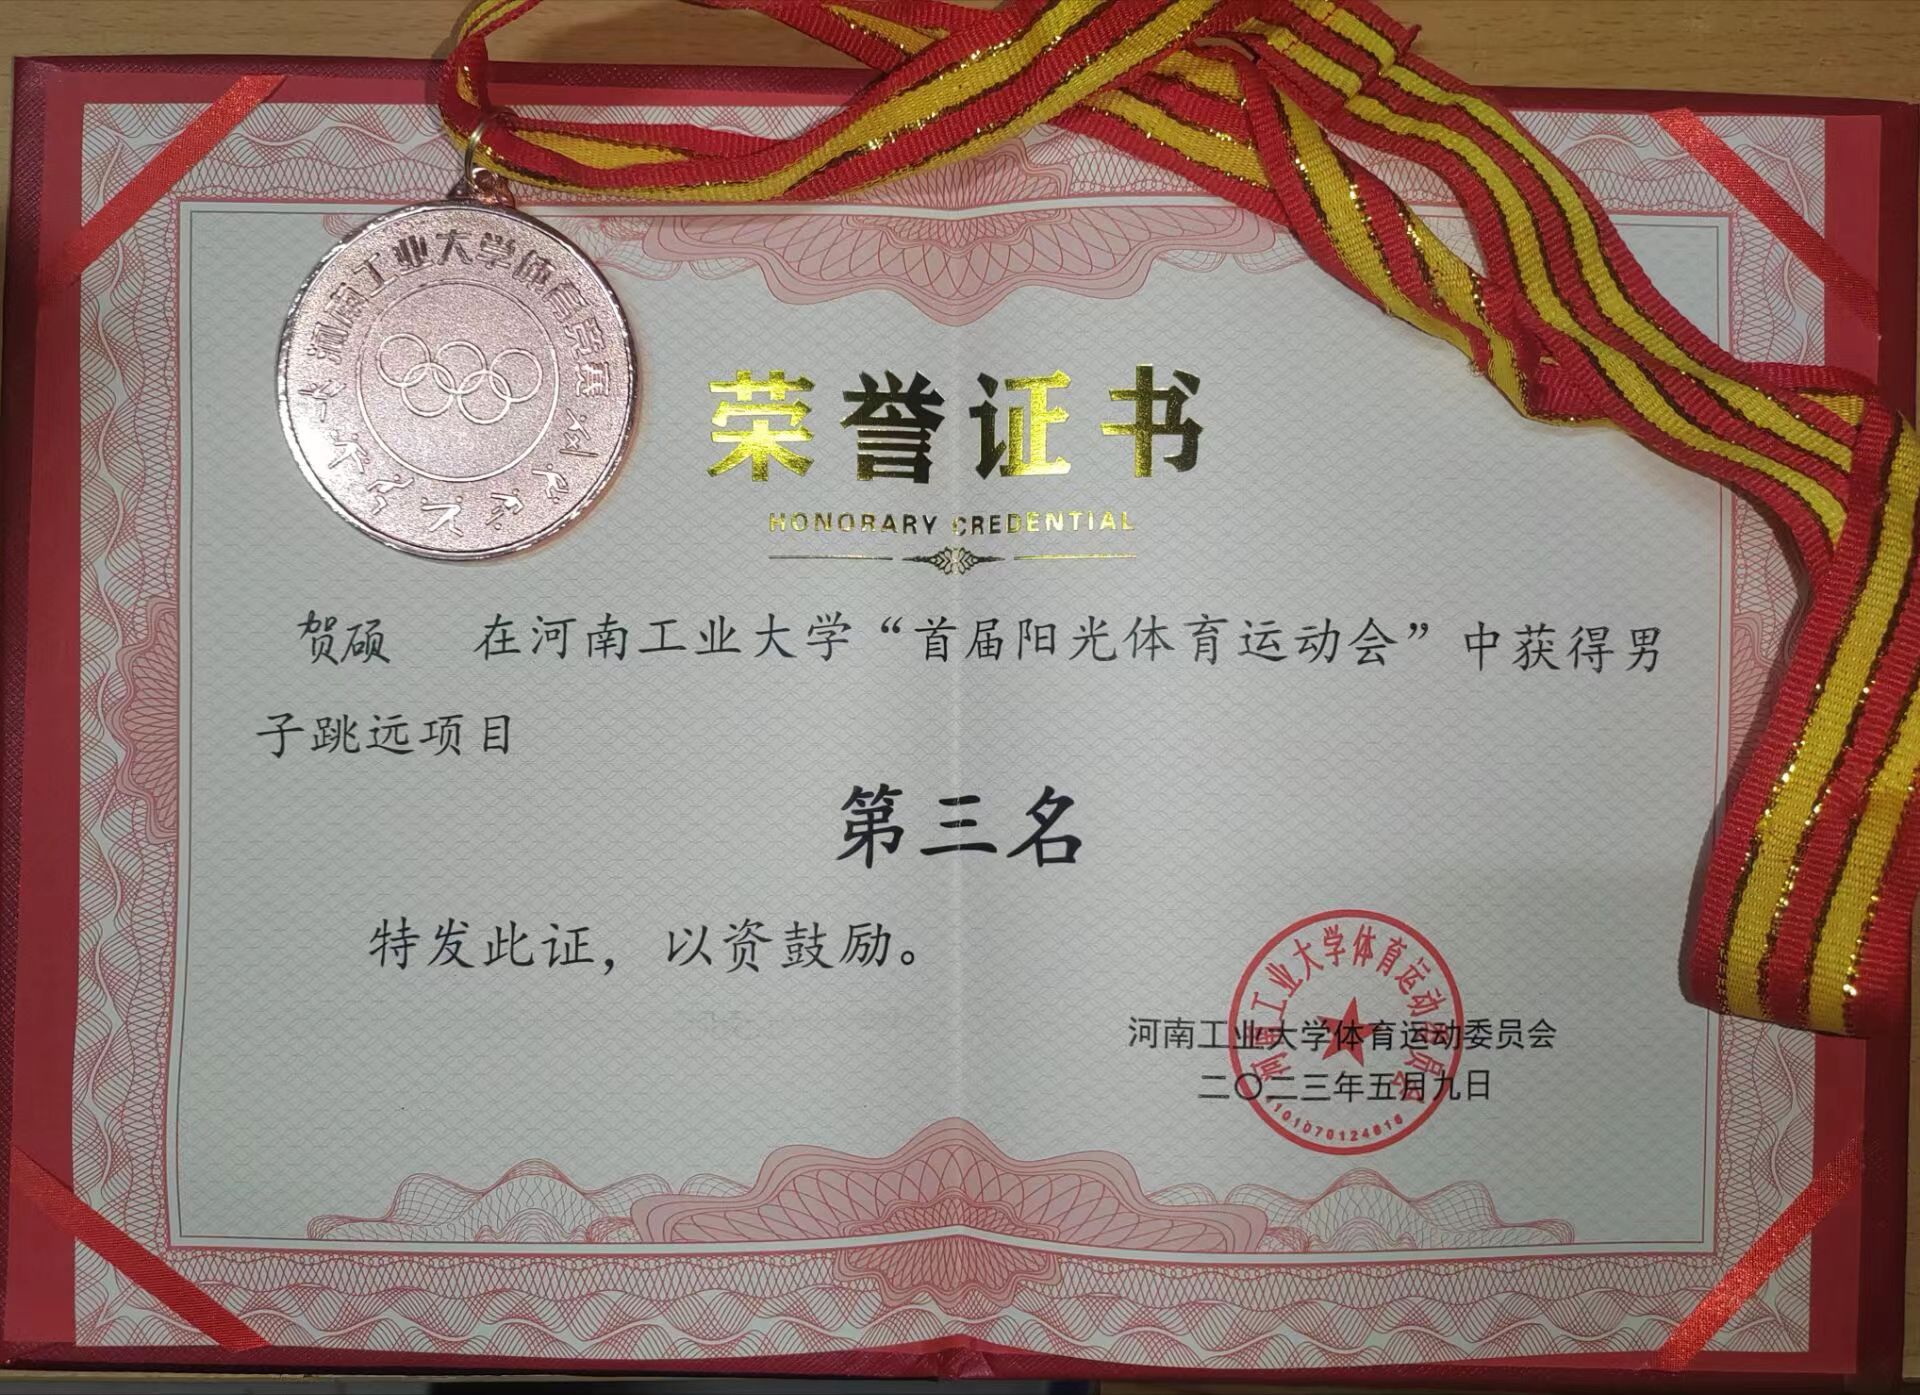 河南工业大学体育竞赛
荣誉证书
HONORARY CREDENTIAL
贺硕 在河南工业大学“首届阳光体育运动会”中获得男
子跳远项目
第三名
特发此证，以资鼓励。
河南工业大学体育运动委员会
二〇二三年五月九日
河南工业大学体育运动委员会